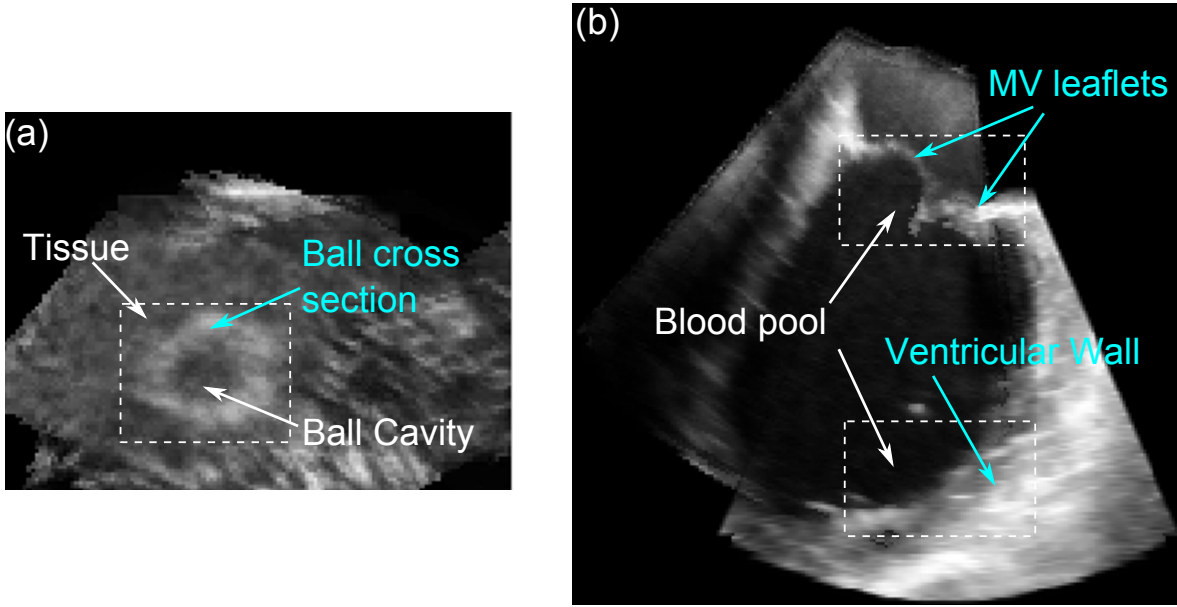 (a)
Tissue
Ball cross
section
Ball Cavity
(b)
MV leaflets
Blood pool
Ventricular Wall